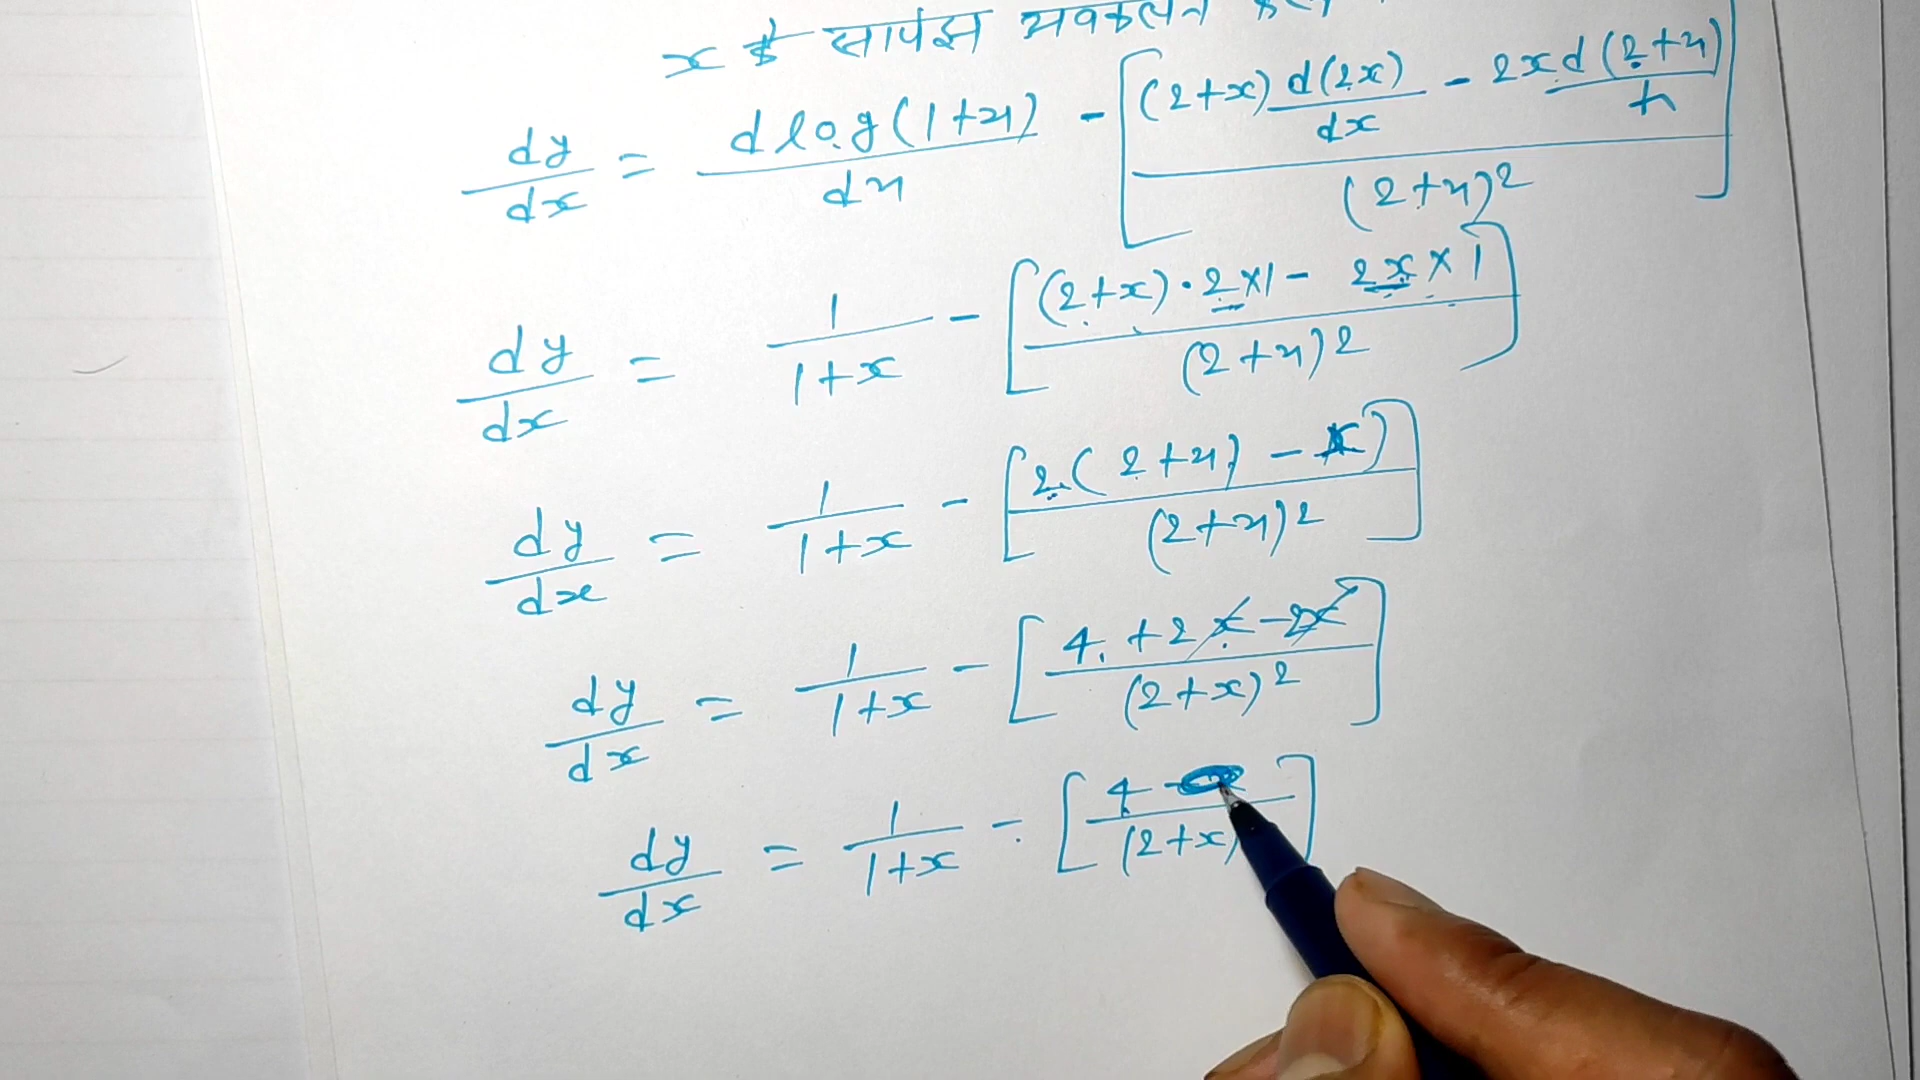 x के सापेक्ष अवकलन करने
dy/dx = d log(1+x)/dx - [(2+x) d(2x)/dx - 2x d(2+x)/h / (2+x)²]
dy/dx = 1/1+x - [(2+x)·2×1 - 2x×1 / (2+x)²]
dy/dx = 1/1+x - [2(2+x) - x) / (2+x)²]
dy/dx = 1/1+x - [4 + 2x - 2x / (2+x)²]
dy/dx = 1/1+x - [4 - / (2+x)]